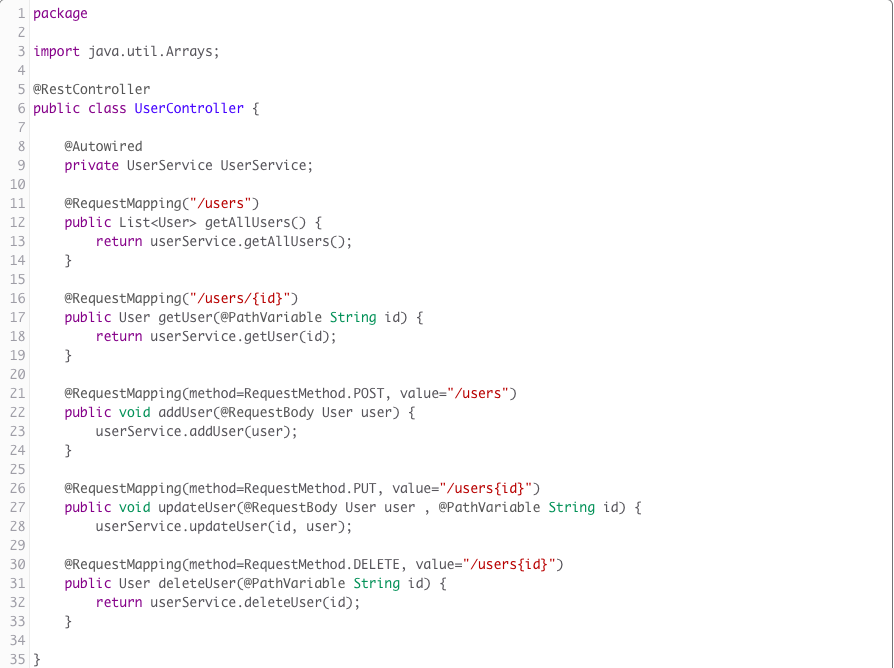 1 package
2
3 import java.util.Arrays;
4
5 @RestController
6 public class UserController {
7
8     @Autowired
9     private UserService UserService;
10
11     @RequestMapping("/users")
12     public List<User> getAllUsers() {
13         return userService.getAllUsers();
14     }
15
16     @RequestMapping("/users/{id}")
17     public User getUser(@PathVariable String id) {
18         return userService.getUser(id);
19     }
20
21     @RequestMapping(method=RequestMethod.POST, value="/users")
22     public void addUser(@RequestBody User user) {
23         userService.addUser(user);
24     }
25
26     @RequestMapping(method=RequestMethod.PUT, value="/users{id}")
27     public void updateUser(@RequestBody User user , @PathVariable String id) {
28         userService.updateUser(id, user);
29
30     @RequestMapping(method=RequestMethod.DELETE, value="/users{id}")
31     public User deleteUser(@PathVariable String id) {
32         return userService.deleteUser(id);
33     }
34
35 }